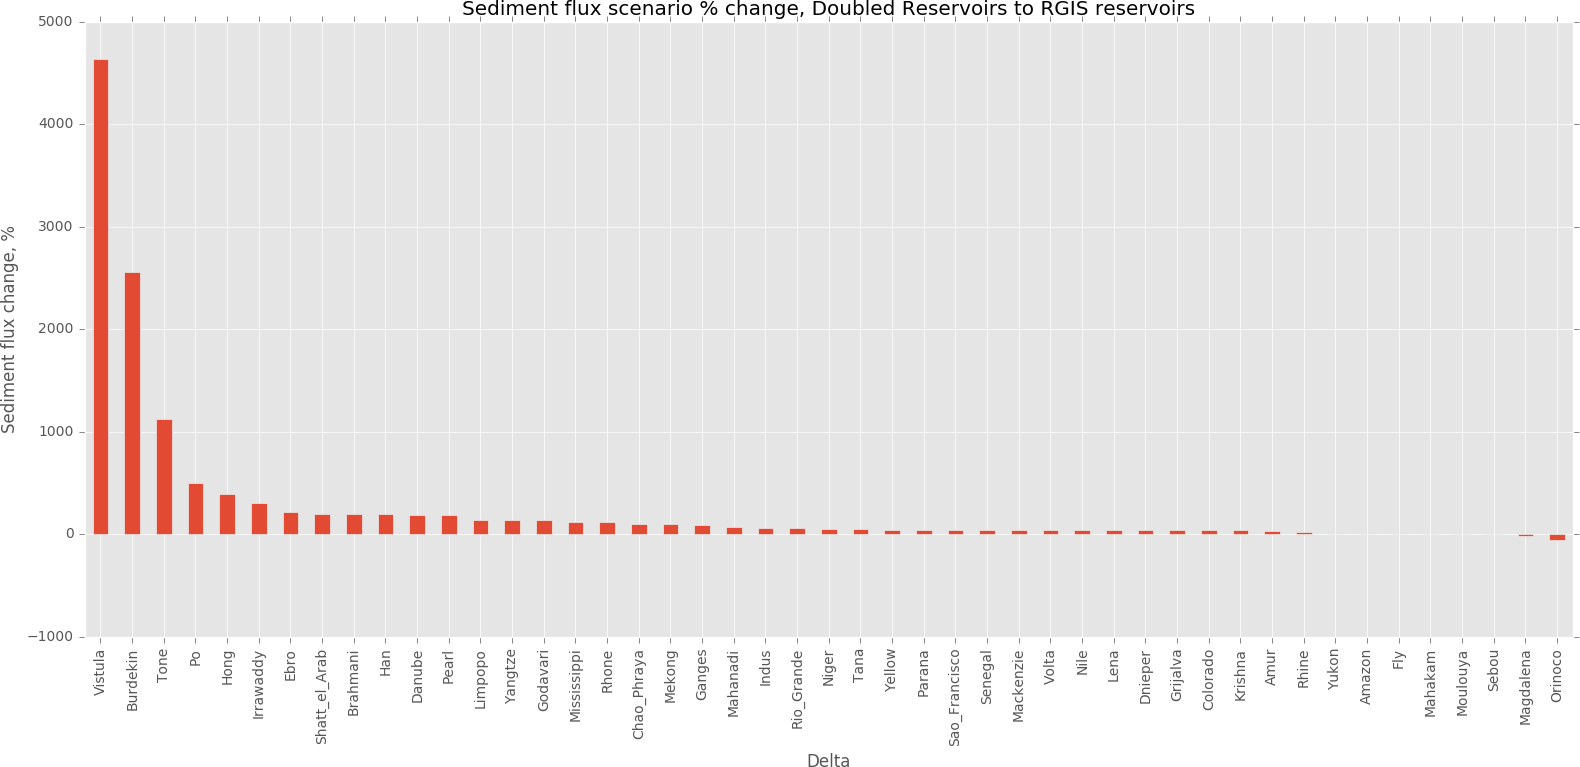 Sediment flux scenario % change, Doubled Reservoirs to RGIS reservoirs
5000
4000
3000
2000
1000
0
−1000
Sediment flux change, %
Vistula
Burdekin
Tone
Po
Hong
Irrawaddy
Ebro
Shatt_el_Arab
Brahmani
Han
Danube
Pearl
Limpopo
Yangtze
Godavari
Mississippi
Rhone
Chao_Phraya
Mekong
Ganges
Mahanadi
Indus
Rio_Grande
Niger
Tana
Yellow
Parana
Sao_Francisco
Senegal
Mackenzie
Volta
Nile
Lena
Dnieper
Grijalva
Colorado
Krishna
Amur
Rhine
Yukon
Amazon
Fly
Mahakam
Moulouya
Sebou
Magdalena
Orinoco
Delta